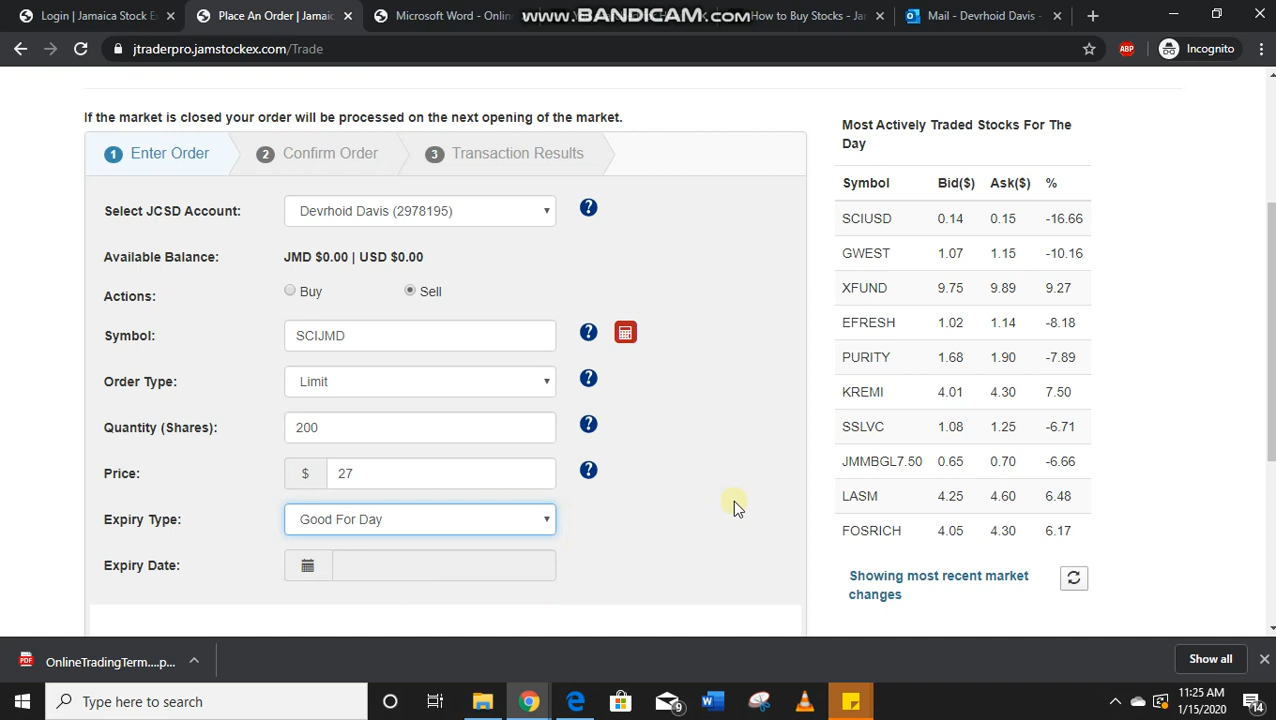 Login | Jamaica Stock E
Place An Order | Jamaic
Microsoft Word - Onlin
How to Buy Stocks - Ja
Mail - Devrhoid Davis -
www.BANDICAM.com
jtraderpro.jamstockex.com/Trade
ABP
Incognito
If the market is closed your order will be processed on the next opening of the market.
1 Enter Order
2 Confirm Order
3 Transaction Results
Select JCSD Account:
Devrhoid Davis (2978195)
?
Available Balance:
JMD $0.00 | USD $0.00
Actions:
Buy
Sell
Symbol:
SCIJMD
?
Order Type:
Limit
?
Quantity (Shares):
200
?
Price:
$ 27
?
Expiry Type:
Good For Day
Expiry Date:
Most Actively Traded Stocks For The
Day
Symbol Bid($) Ask($) %
SCIUSD 0.14 0.15 -16.66
GWEST 1.07 1.15 -10.16
XFUND 9.75 9.89 9.27
EFRESH 1.02 1.14 -8.18
PURITY 1.68 1.90 -7.89
KREMI 4.01 4.30 7.50
SSLVC 1.08 1.25 -6.71
JMMBGL7.50 0.65 0.70 -6.66
LASM 4.25 4.60 6.48
FOSRICH 4.05 4.30 6.17
Showing most recent market
changes
PDF
OnlineTradingTerm....p...
Show all
Type here to search
9
11:25 AM
1/15/2020
14